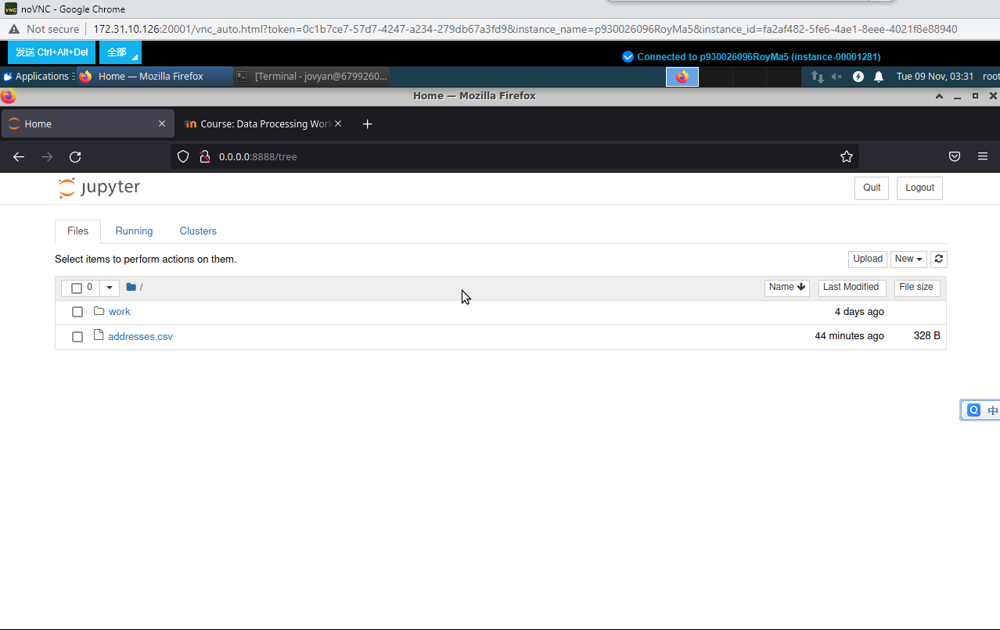 noVNC - Google Chrome
Not secure 172.31.10.126:20001/vnc_auto.html?token=0c1b7ce7-57d7-4247-a234-279db67a3fd9&instance_name=p930026096RoyMa5&instance_id=fa2af482-5fe6-4ae1-8eee-4021f8e88940
发送 Ctrl+Alt+Del 全部 Connected to p930026096RoyMa5 (instance-00001281)
Applications Home — Mozilla Firefox [Terminal - jovyan@6799260... Tue 09 Nov, 03:31 root
Home — Mozilla Firefox
Home Course: Data Processing Work
0.0.0.0:8888/tree
jupyter Quit Logout
Files Running Clusters
Select items to perform actions on them. Upload New
0 / Name Last Modified File size
work 4 days ago
addresses.csv 44 minutes ago 328 B
中